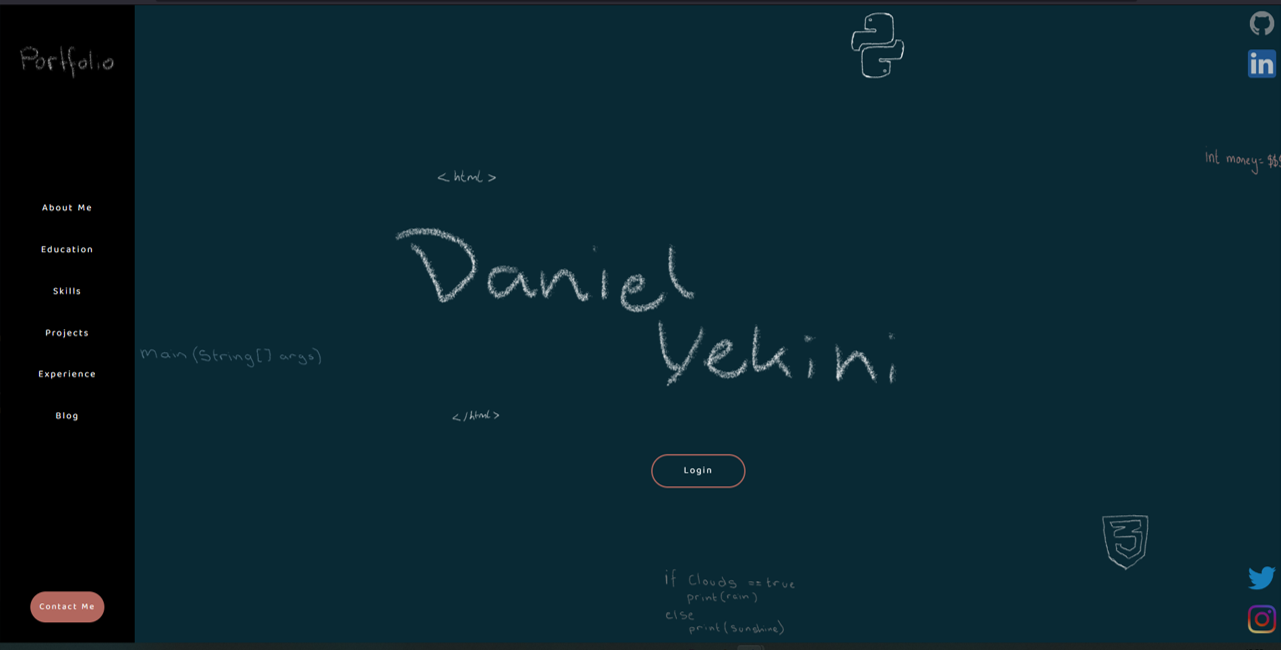 Portfolio
About Me
Education
Skills
Projects
Experience
Blog
Contact Me
<html>
Daniel
Yekini
</html>
Login
main(String[] args)
int money= $$
if Clouds == true
print(rain)
else
print(sunshine)
3
in